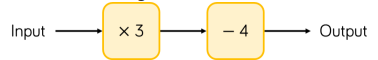 Input × 3 − 4 Output